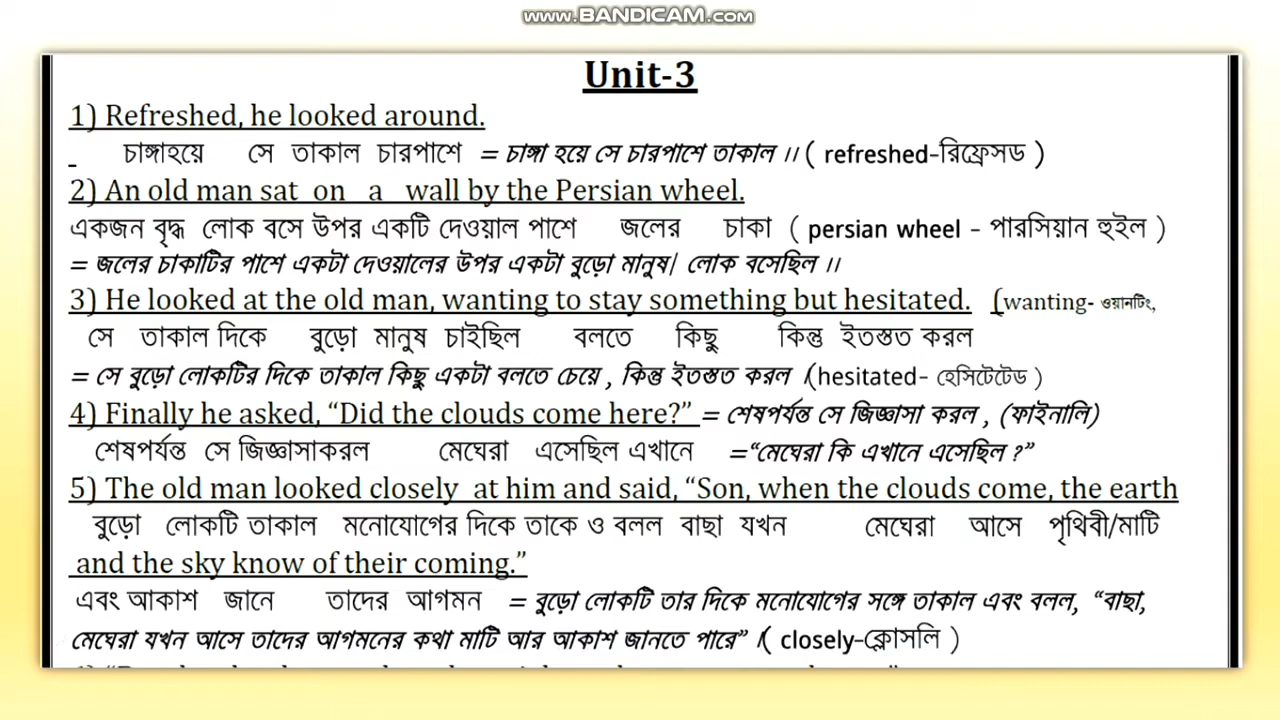 WWW.BANDICAM.COM
Unit-3
1) Refreshed, he looked around.
- চাঙ্গাহয়ে সে তাকাল চারপাশে = চাঙ্গা হয়ে সে চারপাশে তাকাল ।। ( refreshed-রিফ্রেসড )
2) An old man sat on a wall by the Persian wheel.
একজন বৃদ্ধ লোক বসে উপর একটি দেওয়াল পাশে জলের চাকা ( persian wheel - পারসিয়ান হুইল )
= জলের চাকাটির পাশে একটা দেওয়ালের উপর একটা বুড়ো মানুষ/ লোক বসেছিল ।।
3) He looked at the old man, wanting to stay something but hesitated. (wanting- ওয়ানটিং,
সে তাকাল দিকে বুড়ো মানুষ চাইছিল বলতে কিছু কিন্তু ইতস্তত করল
= সে বুড়ো লোকটির দিকে তাকাল কিছু একটা বলতে চেয়ে , কিন্তু ইতস্তত করল ।(hesitated- হেসিটেটেড )
4) Finally he asked, “Did the clouds come here?” = শেষপর্যন্ত সে জিজ্ঞাসা করল , (ফাইনালি)
শেষপর্যন্ত সে জিজ্ঞাসাকরল মেঘেরা এসেছিল এখানে =“মেঘেরা কি এখানে এসেছিল ?”
5) The old man looked closely at him and said, “Son, when the clouds come, the earth
বুড়ো লোকটি তাকাল মনোযোগের দিকে তাকে ও বলল বাছা যখন মেঘেরা আসে পৃথিবী/মাটি
and the sky know of their coming.”
এবং আকাশ জানে তাদের আগমন = বুড়ো লোকটি তার দিকে মনোযোগের সঙ্গে তাকাল এবং বলল, “বাছা,
মেঘেরা যখন আসে তাদের আগমনের কথা মাটি আর আকাশ জানতে পারে” ।( closely-ক্লোসলি )